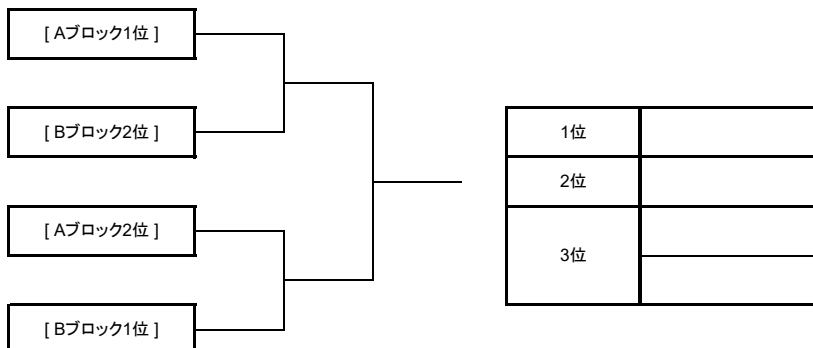 [ Aブロック1位 ]
[ Bブロック2位 ]
[ Aブロック2位 ]
[ Bブロック1位 ]
1位
2位
3位